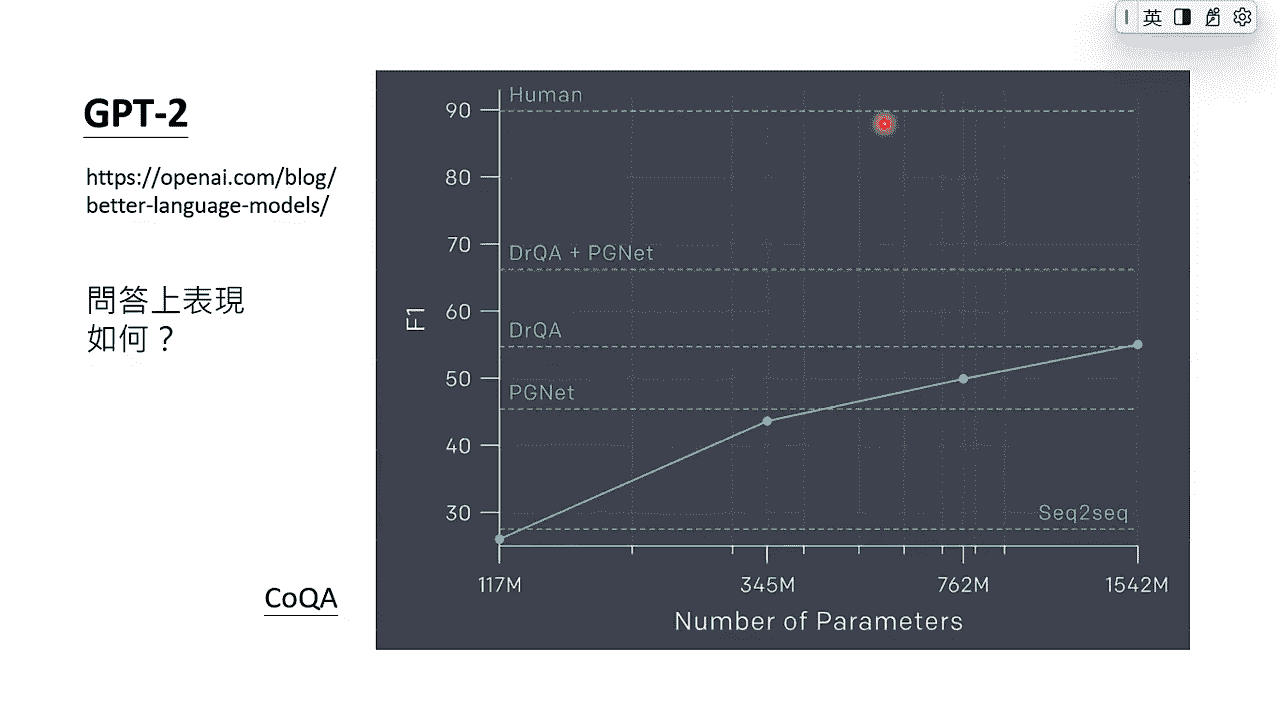 英
GPT-2
https://openai.com/blog/
better-language-models/
問答上表現
如何？
CoQA
Human
90
80
70
DrQA + PGNet
60
F1
DrQA
50
PGNet
40
30
Seq2seq
117M 345M 762M 1542M
Number of Parameters